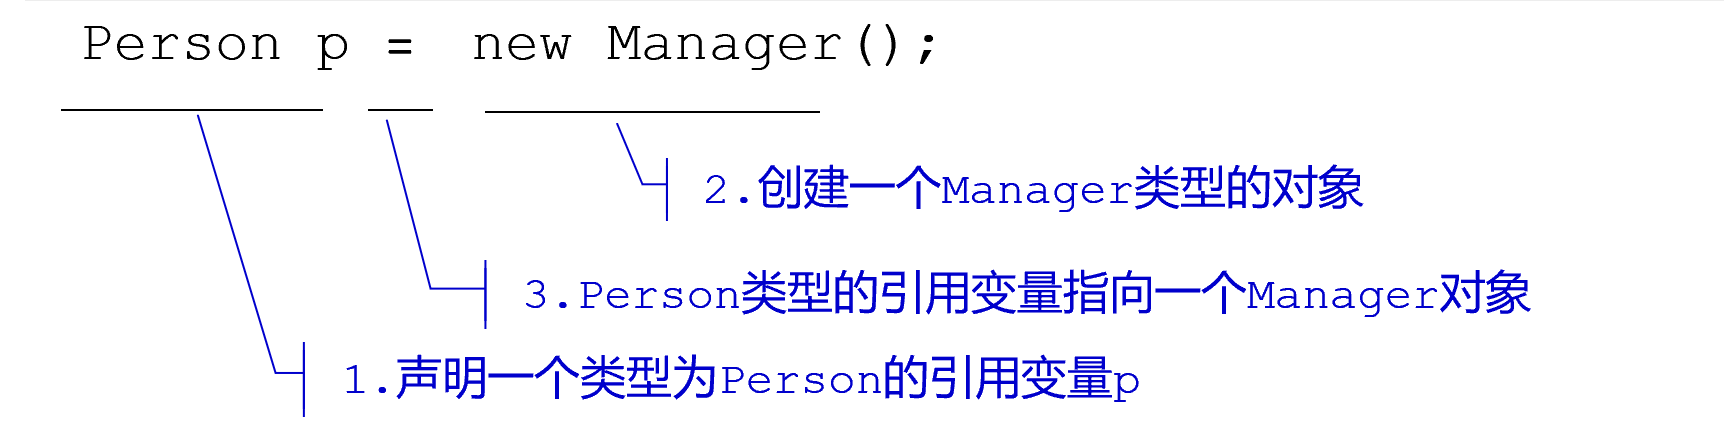 Person p = new Manager();
2.创建一个Manager类型的对象
3.Person类型的引用变量指向一个Manager对象
1.声明一个类型为Person的引用变量p